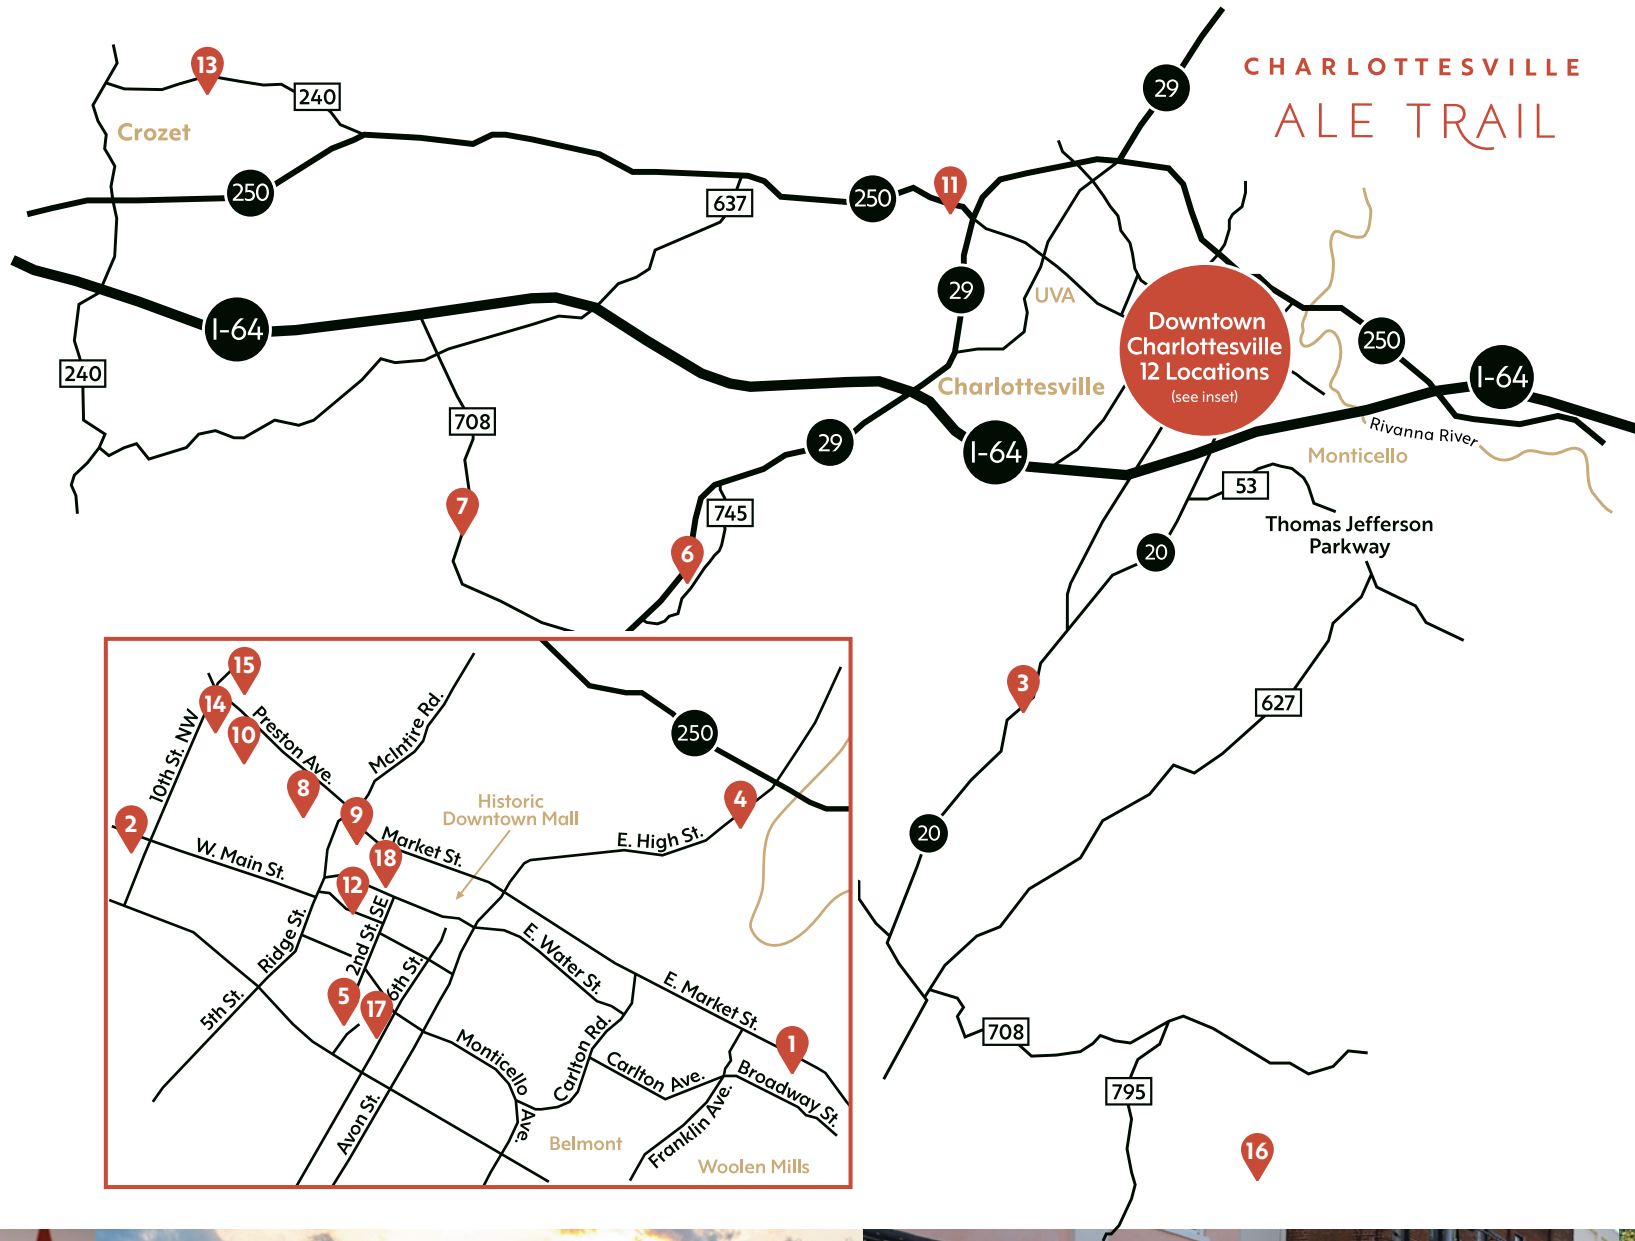 CHARLOTTESVILLE
ALE TRAIL
29
13
240
Crozet
250
637
250
11
29
UVA
I-64
240
Downtown
Charlottesville
12 Locations
(see inset)
250
I-64
Charlottesville
Rivanna River
Monticello
708
29
I-64
53
745
7
6
20
Thomas Jefferson
Parkway
3
627
20
708
795
16
15
14
10
10th St. NW
Preston Ave.
McIntire Rd.
250
8
9
2
4
Historic
Downtown Mall
W. Main St.
Market St.
E. High St.
18
12
2nd St. SE
Ridge St.
5th St.
6th St.
5
17
E. Water St.
E. Market St.
1
Monticello
Ave.
Carlton Rd.
Carlton Ave.
Broadway St.
Franklin Ave.
Avon St.
Belmont
Woolen Mills